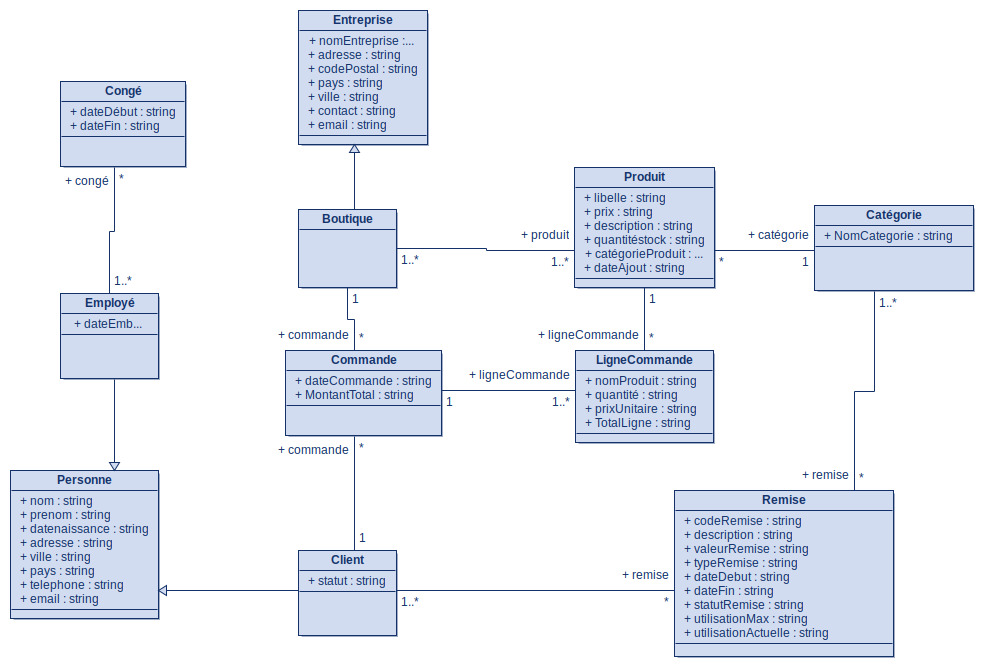 Entreprise
+ nomEntreprise :...
+ adresse : string
+ codePostal : string
+ pays : string
+ ville : string
+ contact : string
+ email : string
Congé
+ dateDébut : string
+ dateFin : string
+ congé
*
1..*
Employé
+ dateEmb...
Personne
+ nom : string
+ prenom : string
+ datenaissance : string
+ adresse : string
+ ville : string
+ pays : string
+ telephone : string
+ email : string
Boutique
1..*
+ produit
1..*
1
+ commande
*
Produit
+ libelle : string
+ prix : string
+ description : string
+ quantitéstock : string
+ catégorieProduit : ...
+ dateAjout : string
*
+ catégorie
1
Catégorie
+ NomCategorie : string
1..*
1
+ ligneCommande
*
Commande
+ dateCommande : string
+ MontantTotal : string
1
+ ligneCommande
1..*
LigneCommande
+ nomProduit : string
+ quantité : string
+ prixUnitaire : string
+ TotalLigne : string
+ commande
*
1
Client
+ statut : string
1..*
+ remise
*
+ remise
*
Remise
+ codeRemise : string
+ description : string
+ valeurRemise : string
+ typeRemise : string
+ dateDebut : string
+ dateFin : string
+ statutRemise : string
+ utilisationMax : string
+ utilisationActuelle : string